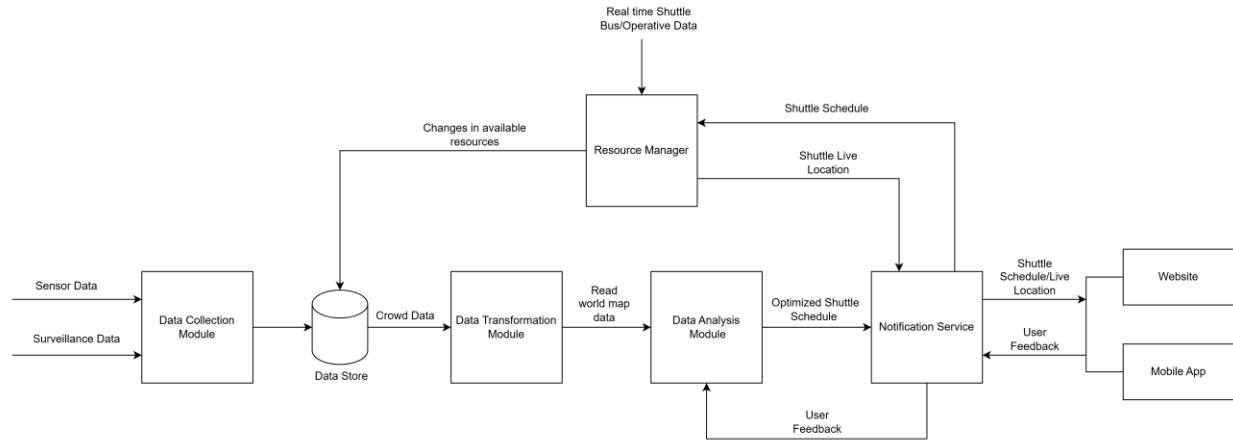 Real time Shuttle
Bus/Operative Data
Shuttle Schedule
Changes in available
resources
Resource Manager
Shuttle Live
Location
Sensor Data
Surveillance Data
Data Collection
Module
Data Store
Crowd Data
Data Transformation
Module
Read
world map
data
Data Analysis
Module
Optimized Shuttle
Schedule
Notification Service
Shuttle
Schedule/Live
Location
User
Feedback
Website
Mobile App
User
Feedback